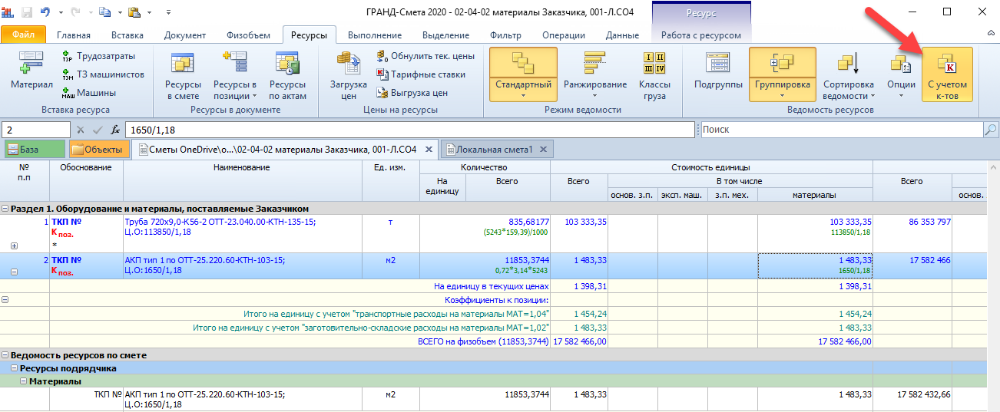 ГРАНД-Смета 2020 - 02-04-02 материалы Заказчика, 001-Л.СО4
Ресурс
Файл Главная Вставка Документ Физобъем Ресурсы Выполнение Выделение Фильтр Операции Данные Работа с ресурсом
Материал
ТЗР Трудозатраты
ТЗМ ТЗ машинистов
МАШ Машины
Вставка ресурса
Ресурсы в смете
Ресурсы в позиции
Ресурсы по актам
Ресурсы в документе
Загрузка цен
Обнулить тек. цены
Тарифные ставки
Выгрузка цен
Цены на ресурсы
Стандартный
Ранжирование
I II III IV
Классы груза
Режим ведомости
Подгруппы
Группировка
Сортировка ведомости
Опции
К
С учетом к-тов
Ведомость ресурсов
2 fx 1650/1,18 Поиск
База Объекты Сметы OneDrive\о...\02-04-02 материалы Заказчика, 001-Л.СО4 Локальная смета1
№ п.п Обоснование Наименование Ед. изм. Количество Стоимость единицы
На единицу Всего Всего В том числе Всего
основ. з.п. эксп. маш. з.п. мех. материалы основ.
Раздел 1. Оборудование и материалы, поставляемые Заказчиком
1 ТКП № Труба 720х9,0-К56-2 ОТТ-23.040.00-КТН-135-15; т 835,68177 103 333,35 103 333,35 86 353 797
К поз. Ц.О:113850/1,18 (5243*159,39)/1000 113850/1,18
*
2 ТКП № АКП тип 1 по ОТТ-25.220.60-КТН-103-15; м2 11853,3744 1 483,33 1 483,33 17 582 466
К поз. Ц.О:1650/1,18 0,72*3,14*5243 1650/1,18
На единицу в текущих ценах 1 398,31 1 398,31
Коэффициенты к позиции:
Итого на единицу с учетом "транспортные расходы на материалы МАТ=1,04" 1 454,24 1 454,24
Итого на единицу с учетом "заготовительно-складские расходы МАТ=1,02" 1 483,33 1 483,33
ВСЕГО на физобъем (11853,3744) 17 582 466,00 17 582 466,00
Ведомость ресурсов по смете
Ресурсы подрядчика
Материалы
ТКП № АКП тип 1 по ОТТ-25.220.60-КТН-103-15; м2 11853,3744 1 483,33 1 483,33 17 582 432,66
Ц.О:1650/1,18